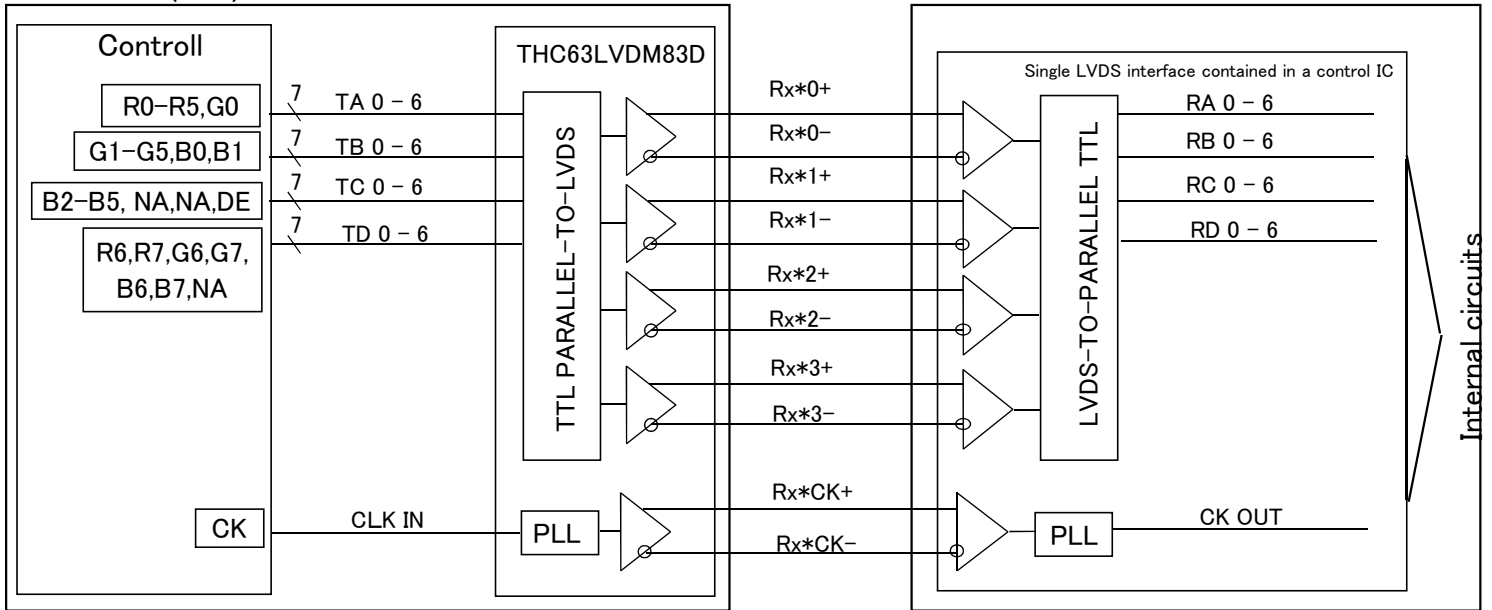 Controll
R0-R5,G0
G1-G5,B0,B1
B2-B5, NA,NA,DE
R6,R7,G6,G7,
B6,B7,NA
CK
7
TA 0 - 6
7
TB 0 - 6
7
TC 0 - 6
7
TD 0 - 6
CLK IN
THC63LVDM83D
TTL PARALLEL-TO-LVDS
PLL
Rx*0+
Rx*0-
Rx*1+
Rx*1-
Rx*2+
Rx*2-
Rx*3+
Rx*3-
Rx*CK+
Rx*CK-
Single LVDS interface contained in a control IC
LVDS-TO-PARALLEL TTL
PLL
RA 0 - 6
RB 0 - 6
RC 0 - 6
RD 0 - 6
CK OUT
Internal circuits